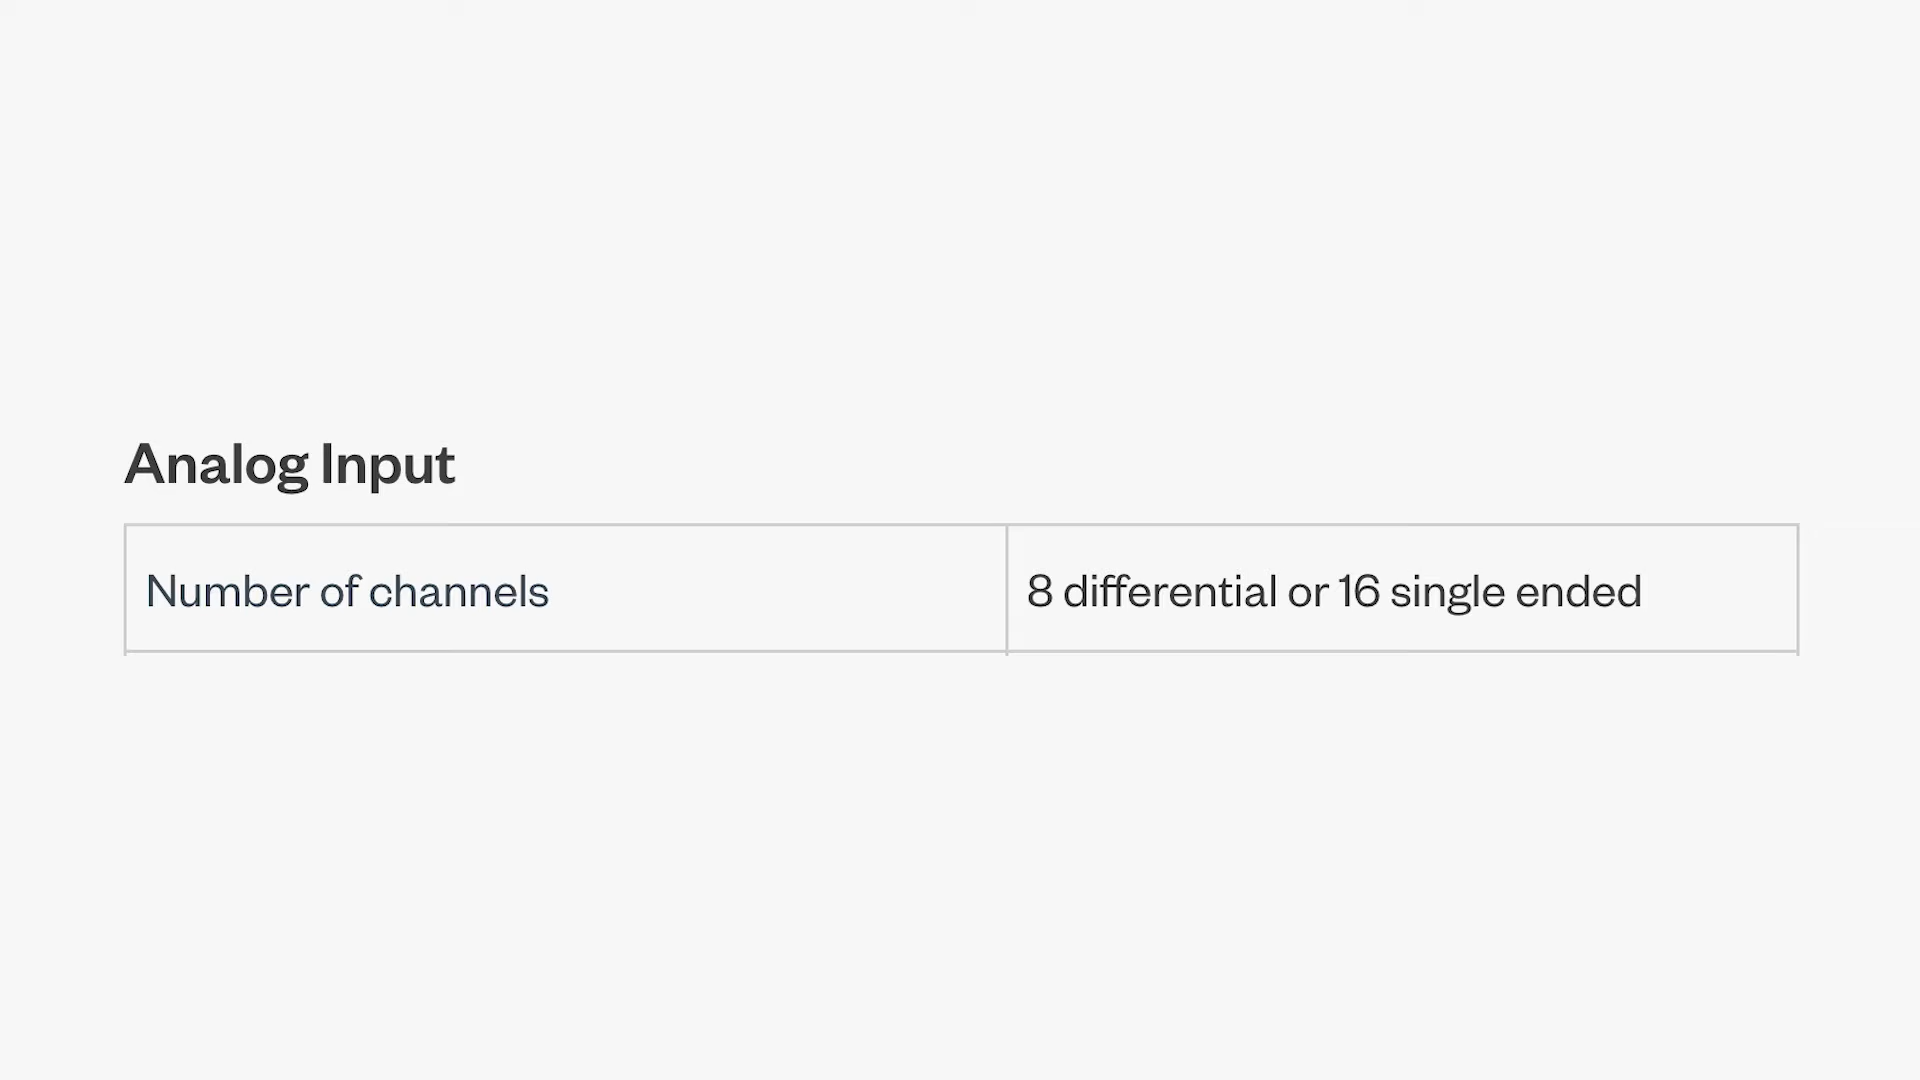 Analog Input
Number of channels
8 differential or 16 single ended